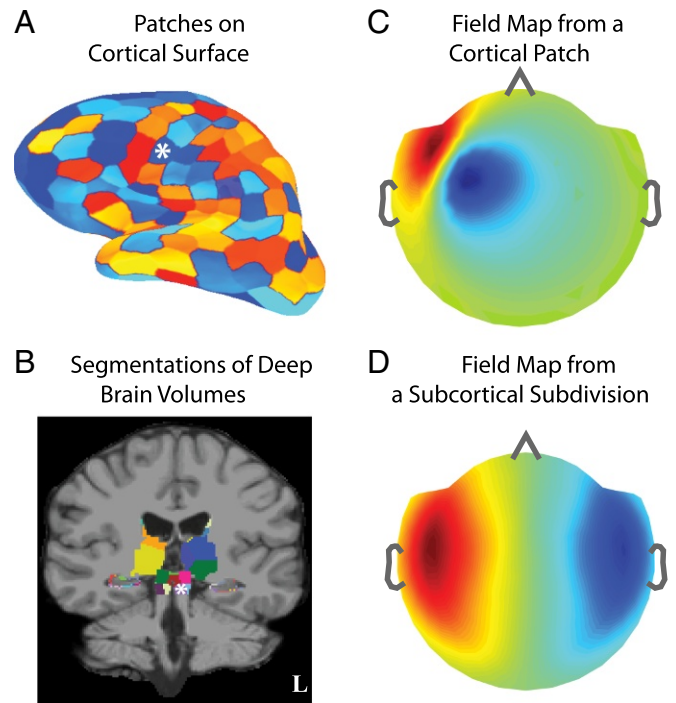 A
Patches on
Cortical Surface
*
C
Field Map from a
Cortical Patch
B
Segmentations of Deep
Brain Volumes
*
L
D
Field Map from
a Subcortical Subdivision